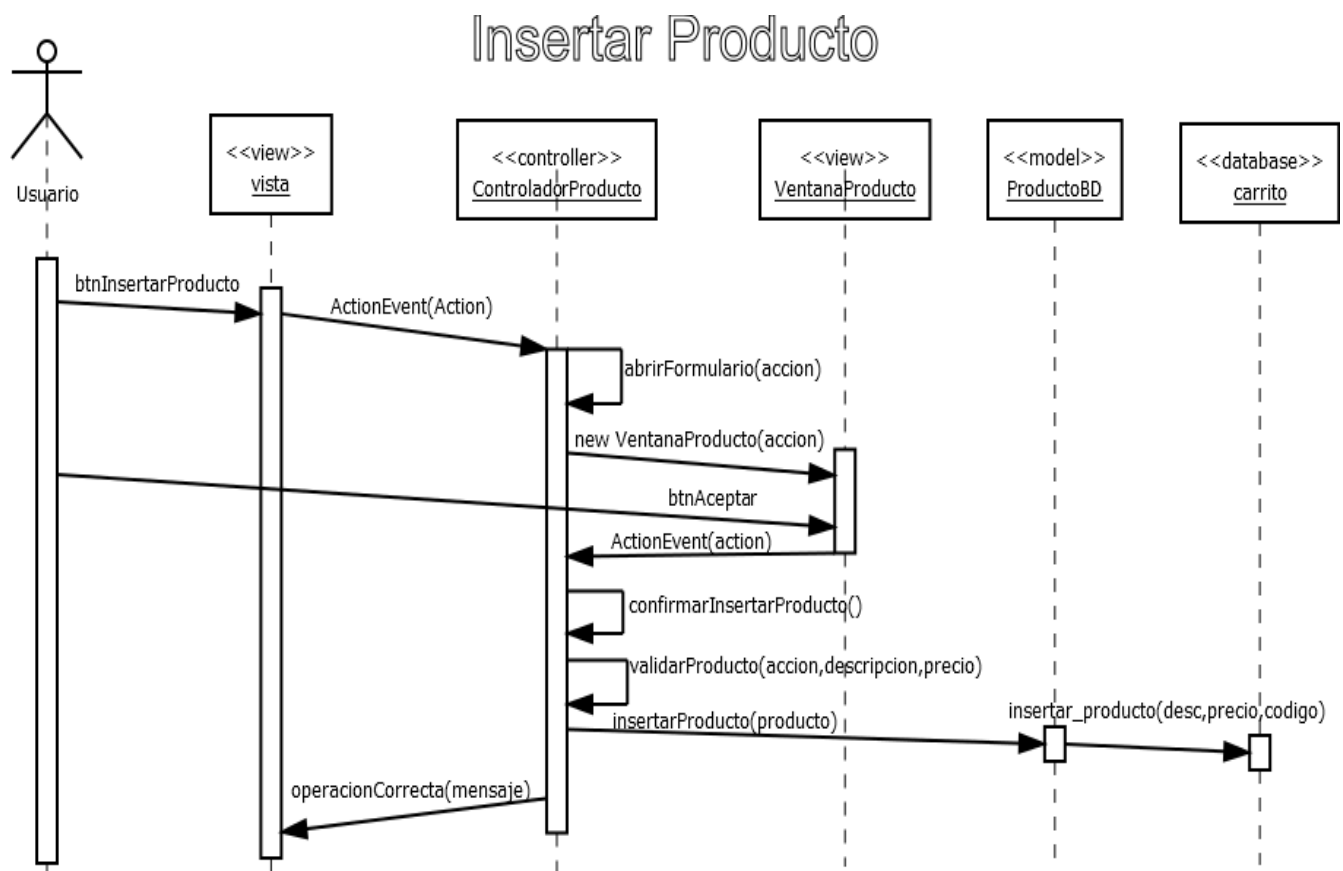 Insertar Producto
Usuario
<<view>>
vista
<<controller>>
ControladorProducto
<<view>>
VentanaProducto
<<model>>
ProductoBD
<<database>>
carrito
btnInsertarProducto
ActionEvent(Action)
abrirFormulario(accion)
new VentanaProducto(accion)
btnAceptar
ActionEvent(action)
confirmarInsertarProducto()
validarProducto(accion,descripcion,precio)
insertarProducto(producto)
insertar_producto(desc,precio,codigo)
operacionCorrecta(mensaje)